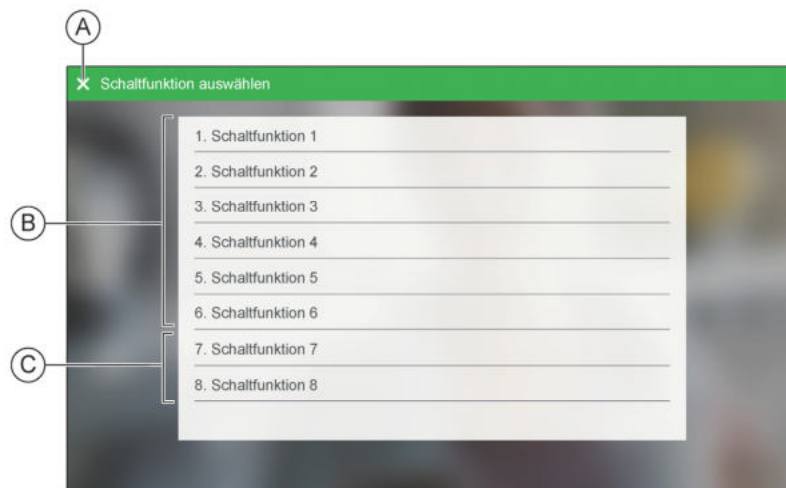 A
Schaltfunktion auswählen
1. Schaltfunktion 1
2. Schaltfunktion 2
3. Schaltfunktion 3
B
4. Schaltfunktion 4
5. Schaltfunktion 5
6. Schaltfunktion 6
7. Schaltfunktion 7
C
8. Schaltfunktion 8